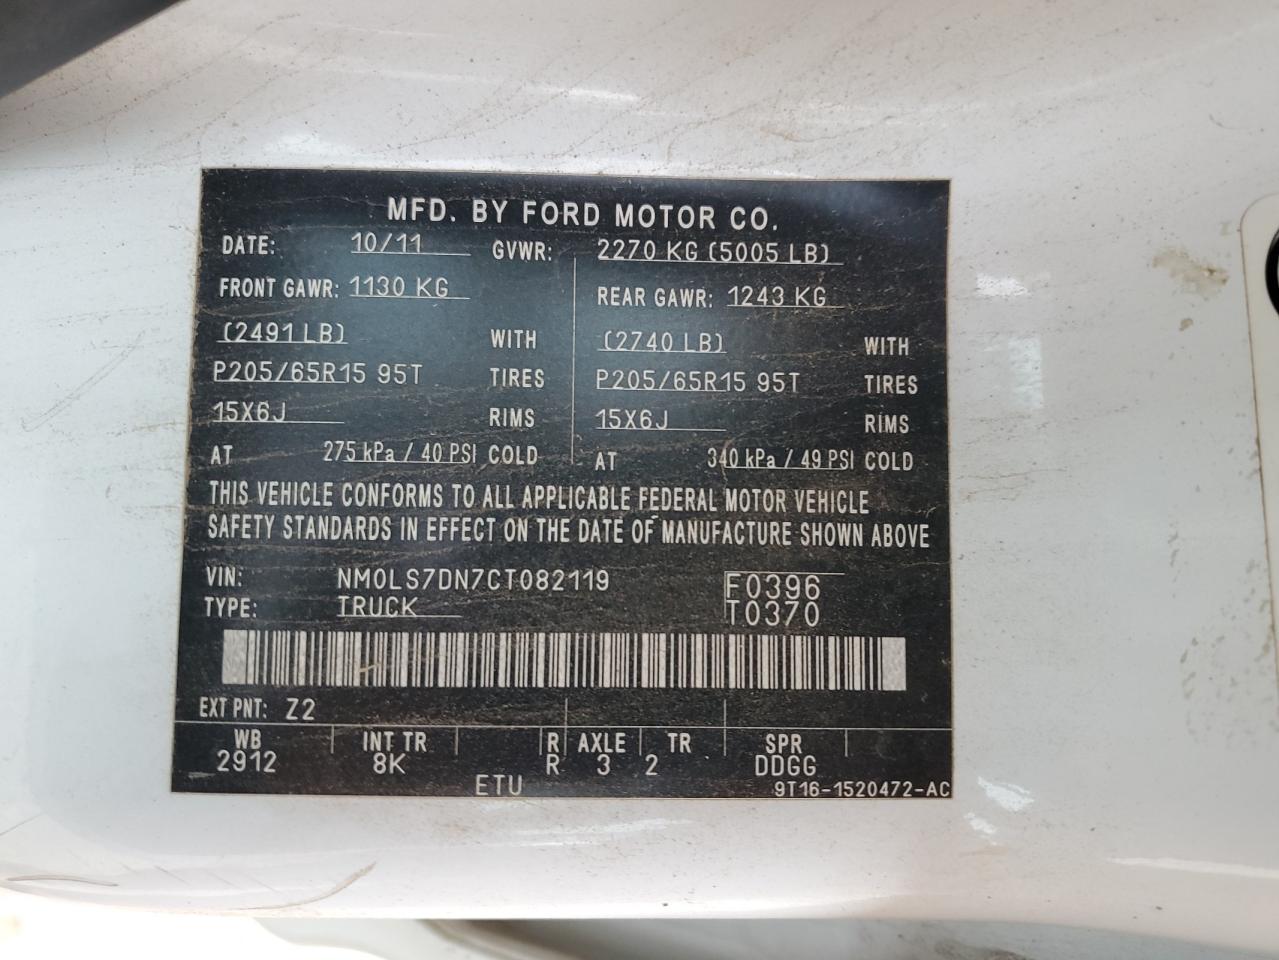 MFD. BY FORD MOTOR CO.
DATE: 10/11 GVWR: 2270 KG (5005 LB)
FRONT GAWR: 1130 KG REAR GAWR: 1243 KG
(2491 LB) WITH (2740 LB) WITH
P205/65R15 95T TIRES P205/65R15 95T TIRES
15X6J RIMS 15X6J RIMS
AT 275 kPa / 40 PSI COLD AT 340 kPa / 49 PSI COLD
THIS VEHICLE CONFORMS TO ALL APPLICABLE FEDERAL MOTOR VEHICLE
SAFETY STANDARDS IN EFFECT ON THE DATE OF MANUFACTURE SHOWN ABOVE
VIN: NM0LS7DN7CT082119 F0396
TYPE: TRUCK T0370
EXT PNT: Z2
WB INT TR R AXLE TR SPR
2912 8K R 3 2 DDGG
ETU 9T16-1520472-AC